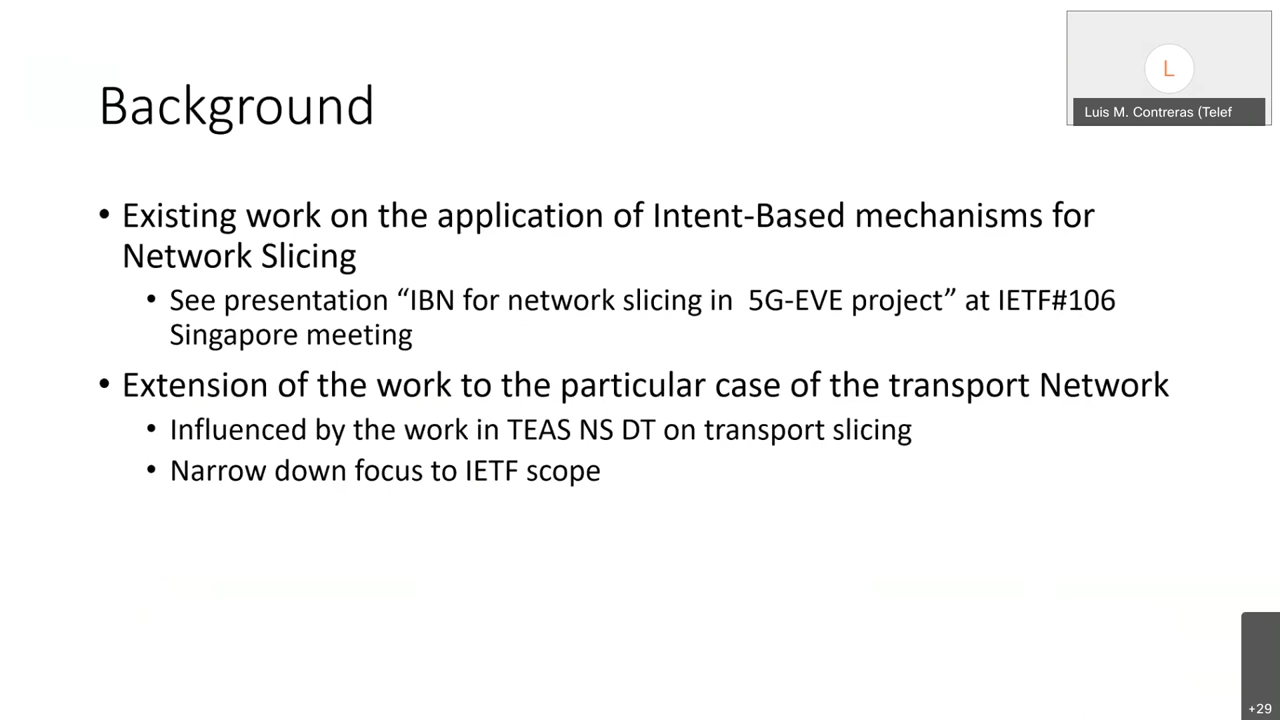 L
Luis M. Contreras (Telef
Background
• Existing work on the application of Intent-Based mechanisms for
Network Slicing
• See presentation “IBN for network slicing in  5G-EVE project” at IETF#106
Singapore meeting
• Extension of the work to the particular case of the transport Network
• Influenced by the work in TEAS NS DT on transport slicing
• Narrow down focus to IETF scope
+29